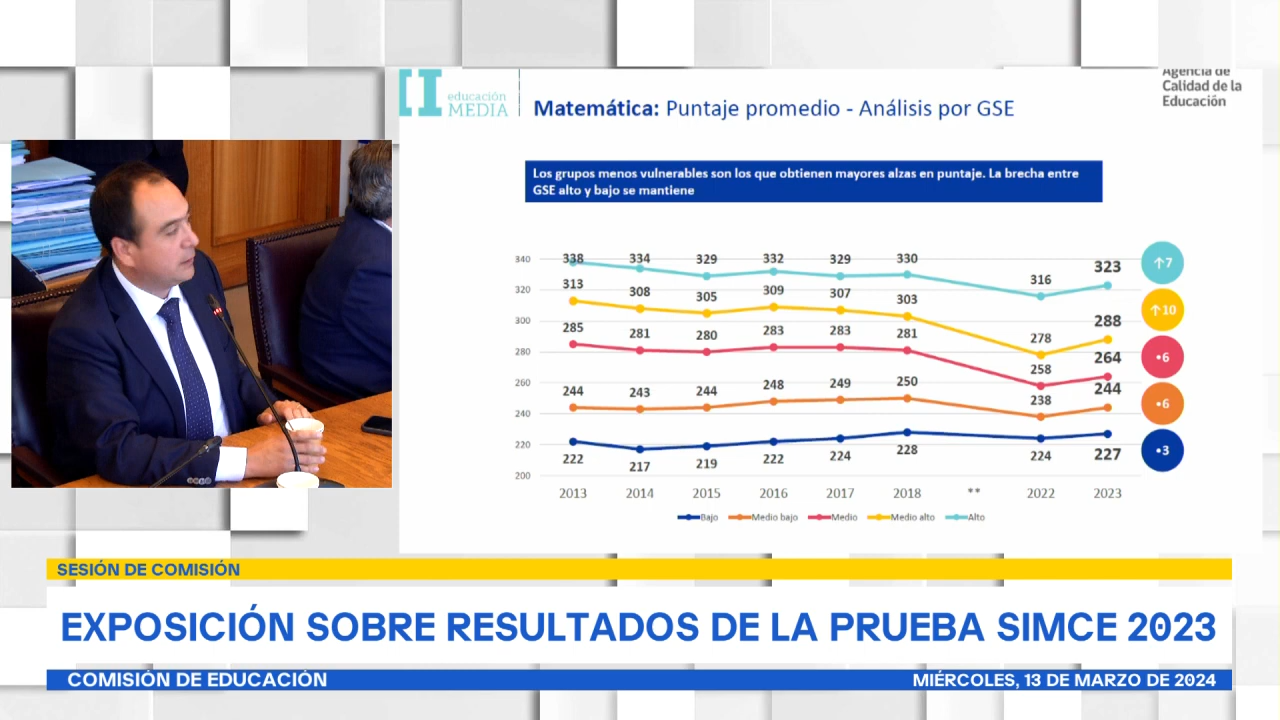 educación
MEDIA
Matemática: Puntaje promedio - Análisis por GSE
Agencia de
Calidad de la
Educación
Los grupos menos vulnerables son los que obtienen mayores alzas en puntaje. La brecha entre
GSE alto y bajo se mantiene
340
320
300
280
260
240
220
200
338 334 329 332 329 330 316 323
313 308 305 309 307 303 278 288
285 281 280 283 283 281 258 264
244 243 244 248 249 250 238 244
222 217 219 222 224 228 224 227
↑7
↑10
•6
•6
•3
2013 2014 2015 2016 2017 2018 ** 2022 2023
Bajo Medio bajo Medio Medio alto Alto
SESIÓN DE COMISIÓN
EXPOSICIÓN SOBRE RESULTADOS DE LA PRUEBA SIMCE 2023
COMISIÓN DE EDUCACIÓN
MIÉRCOLES, 13 DE MARZO DE 2024